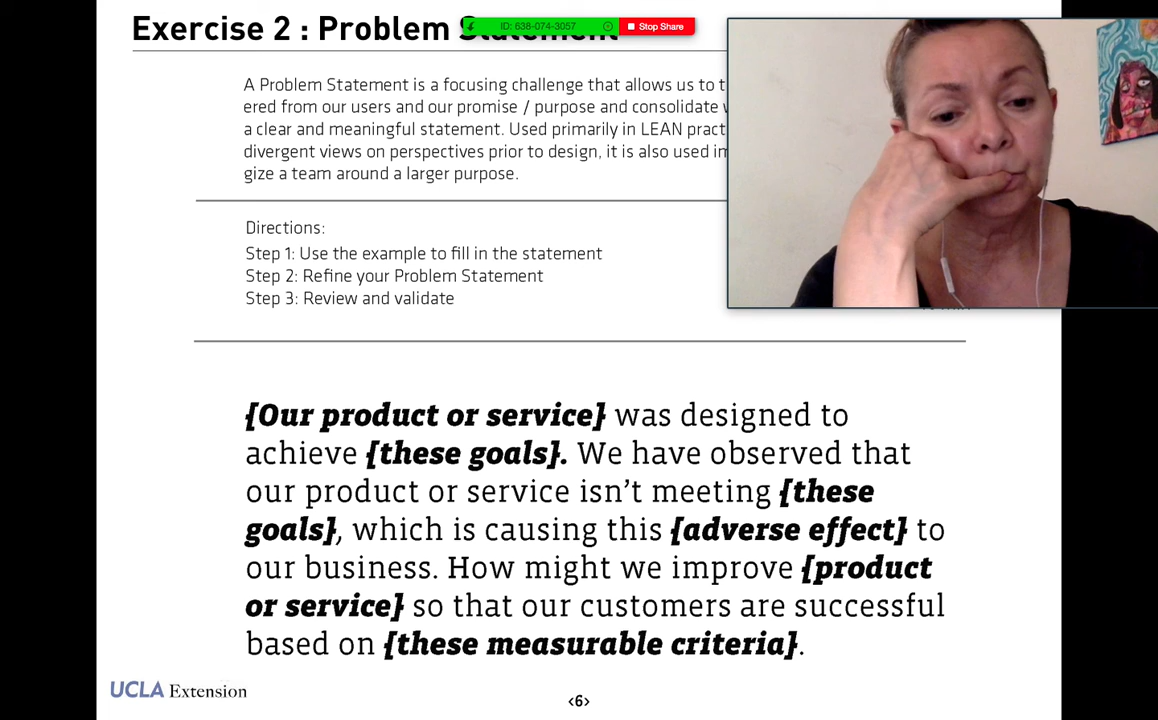 Exercise 2 : Problem Statement
ID: 638-074-3057
Stop Share
A Problem Statement is a focusing challenge that allows us to t
ered from our users and our promise / purpose and consolidate
a clear and meaningful statement. Used primarily in LEAN pract
divergent views on perspectives prior to design, it is also used
gize a team around a larger purpose.
Directions:
Step 1: Use the example to fill in the statement
Step 2: Refine your Problem Statement
Step 3: Review and validate
{Our product or service} was designed to
achieve {these goals}. We have observed that
our product or service isn't meeting {these
goals}, which is causing this {adverse effect} to
our business. How might we improve {product
or service} so that our customers are successful
based on {these measurable criteria}.
UCLA Extension
‹6›